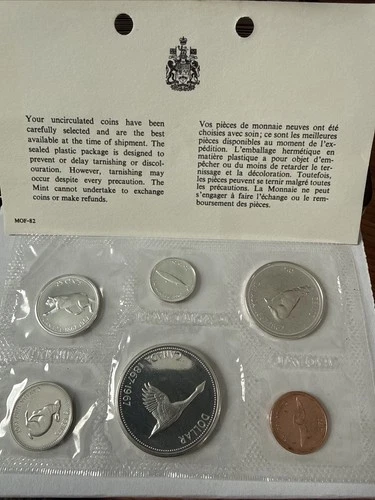 Your uncirculated coins have been
carefully selected and are the best
available at the time of shipment. The
sealed plastic package is designed to
prevent or delay tarnishing or discol-
ouration. However, tarnishing may
occur despite every precaution. The
Mint cannot undertake to exchange
coins or make refunds.
MOF-82
Vos pièces de monnaie neuves ont été
choisies avec soin; ce sont les meilleures
pièces disponibles au moment de l'ex-
pédition. L'emballage hermétique en
matière plastique a pour objet d'em-
pêcher ou du moins de retarder le ter-
nissage et la décoloration. Toutefois,
les pièces peuvent se ternir malgré toutes
les précautions. La Monnaie ne peut
s'engager à faire l'échange ou le rem-
boursement des pièces.
CANADA 1867-1967
DOLLAR